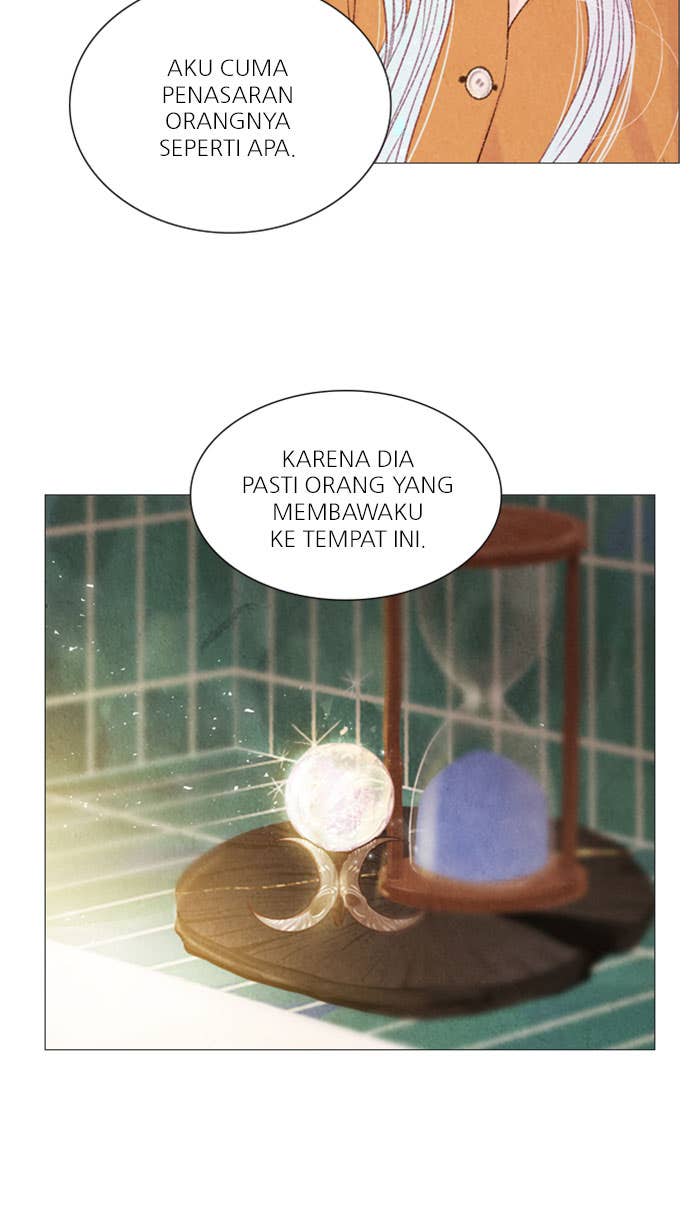 AKU CUMA
PENASARAN
ORANGNYA
SEPERTI APA.
KARENA DIA
PASTI ORANG YANG
MEMBAWAKU
KE TEMPAT INI.